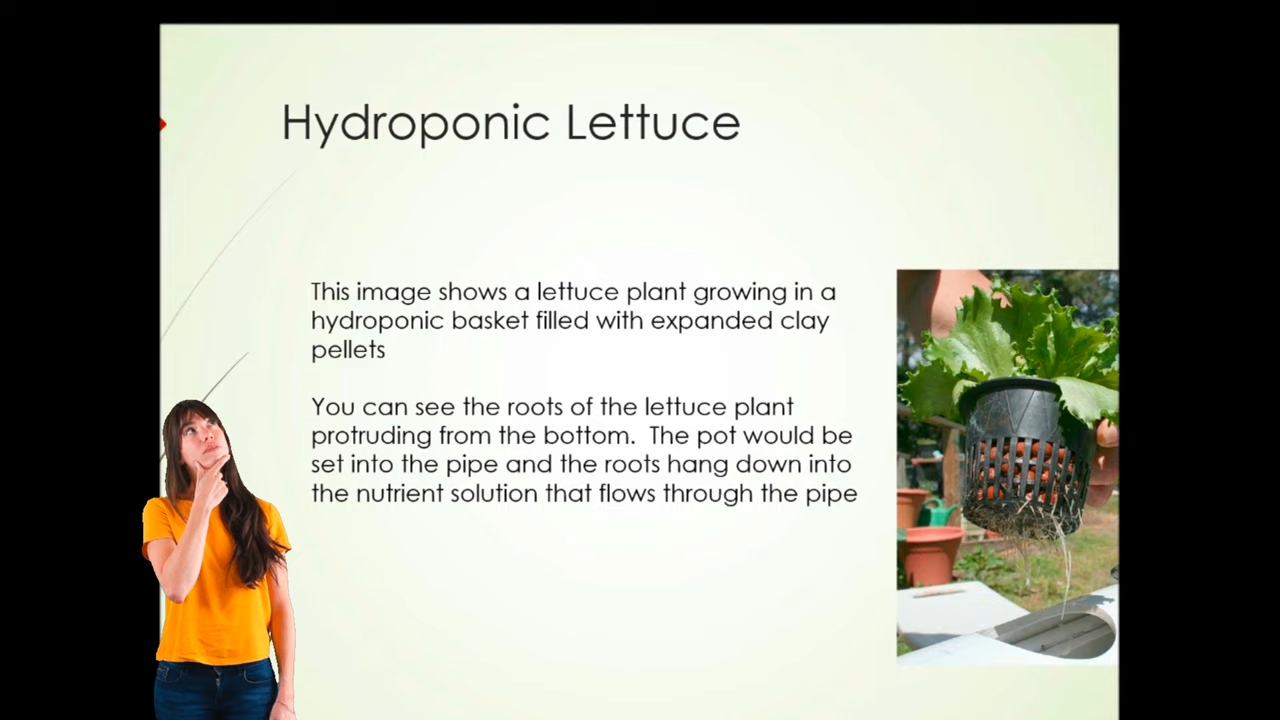 Hydroponic Lettuce
This image shows a lettuce plant growing in a
hydroponic basket filled with expanded clay
pellets
You can see the roots of the lettuce plant
protruding from the bottom.  The pot would be
set into the pipe and the roots hang down into
the nutrient solution that flows through the pipe